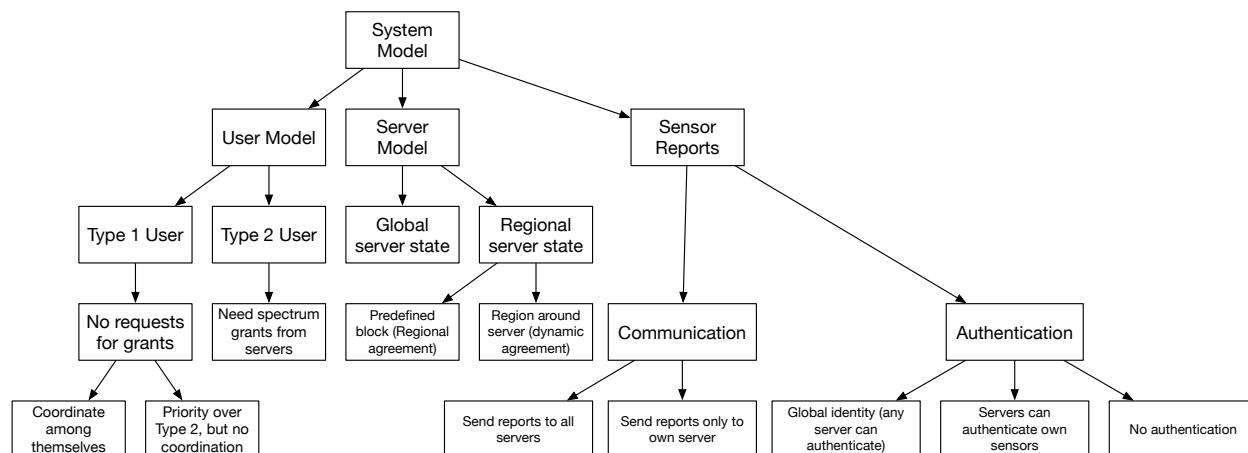 System
Model
User Model
Server
Model
Sensor
Reports
Type 1 User
Type 2 User
Global
server state
Regional
server state
No requests
for grants
Need spectrum
grants from
servers
Predefined
block (Regional
agreement)
Region around
server (dynamic
agreement)
Communication
Authentication
Coordinate
among
themselves
Priority over
Type 2, but no
coordination
Send reports to all
servers
Send reports only to
own server
Global identity (any
server can
authenticate)
Servers can
authenticate own
sensors
No authentication